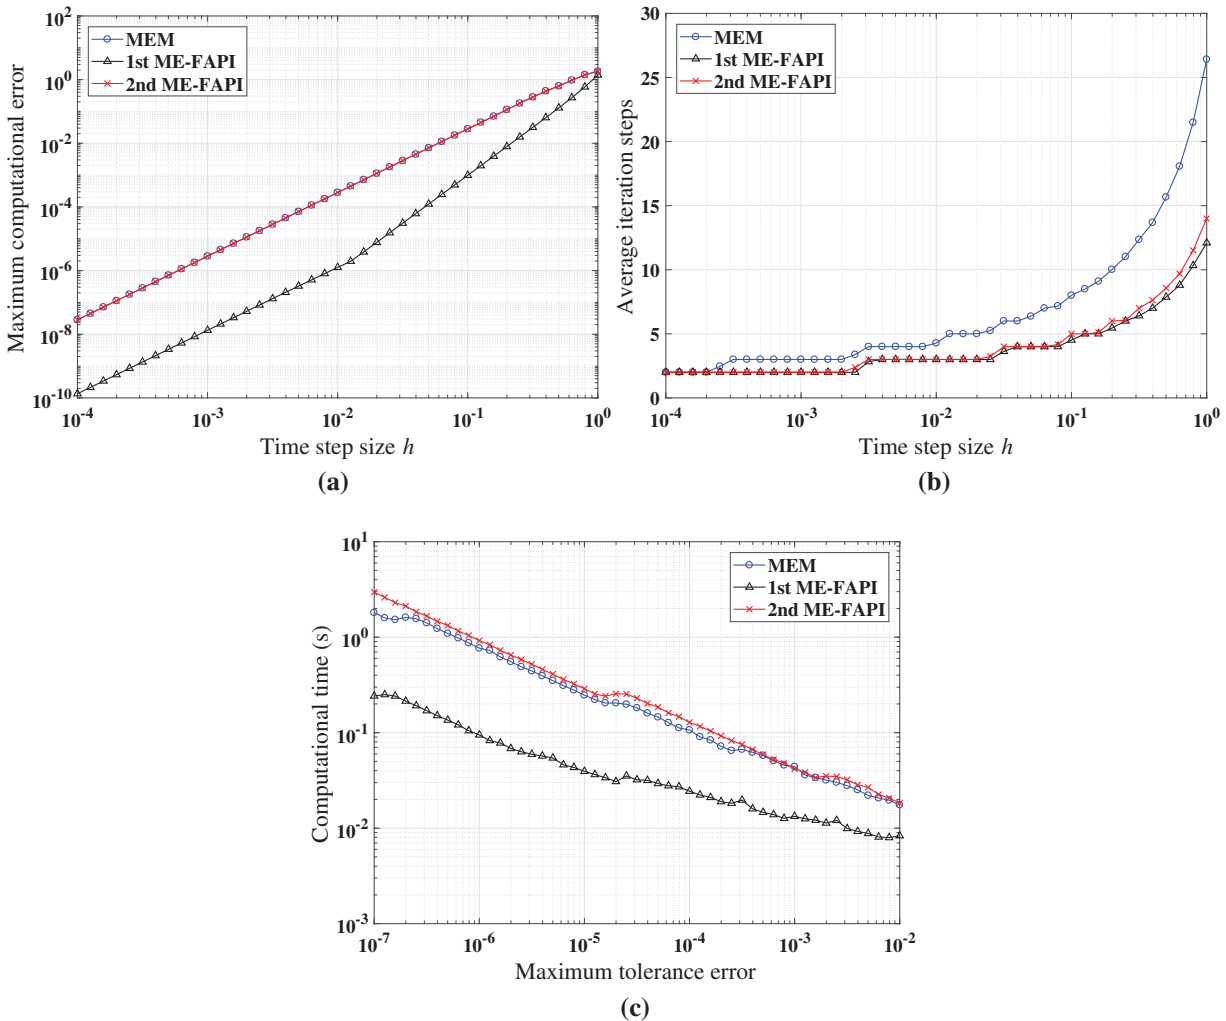 10^2
10^0
10^-2
10^-4
10^-6
10^-8
10^-10
Maximum computational error
MEM
1st ME-FAPI
2nd ME-FAPI
10^-4 10^-3 10^-2 10^-1 10^0
Time step size h
(a)
30
25
20
15
10
5
0
Average iteration steps
MEM
1st ME-FAPI
2nd ME-FAPI
10^-4 10^-3 10^-2 10^-1 10^0
Time step size h
(b)
10^1
10^0
10^-1
10^-2
10^-3
Computational time (s)
MEM
1st ME-FAPI
2nd ME-FAPI
10^-7 10^-6 10^-5 10^-4 10^-3 10^-2
Maximum tolerance error
(c)